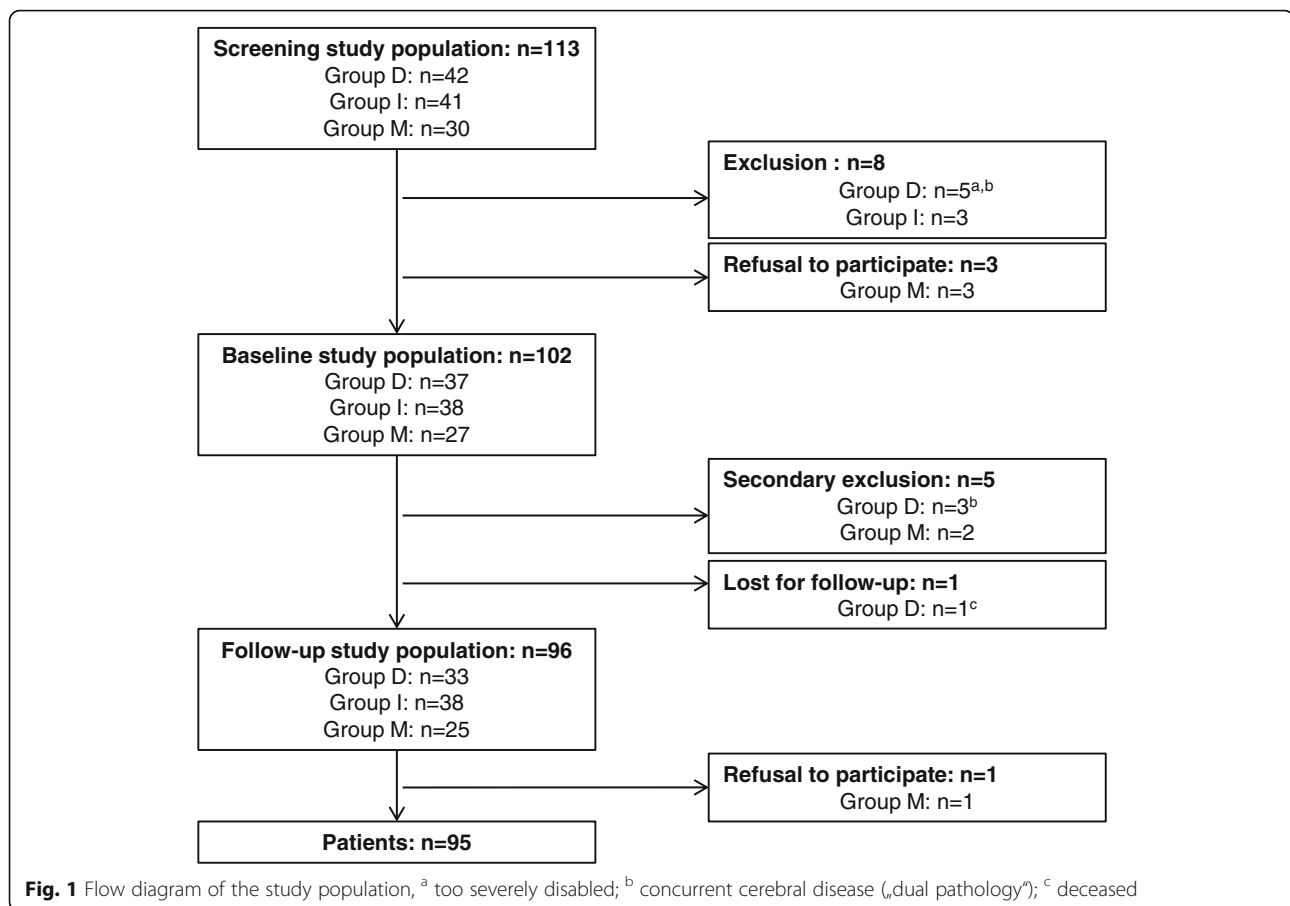 Screening study population: n=113
Group D: n=42
Group I: n=41
Group M: n=30
Exclusion : n=8
Group D: n=5a,b
Group I: n=3
Refusal to participate: n=3
Group M: n=3
Baseline study population: n=102
Group D: n=37
Group I: n=38
Group M: n=27
Secondary exclusion: n=5
Group D: n=3b
Group M: n=2
Lost for follow-up: n=1
Group D: n=1c
Follow-up study population: n=96
Group D: n=33
Group I: n=38
Group M: n=25
Refusal to participate: n=1
Group M: n=1
Patients: n=95
Fig. 1 Flow diagram of the study population, a too severely disabled; b concurrent cerebral disease („dual pathology“); c deceased